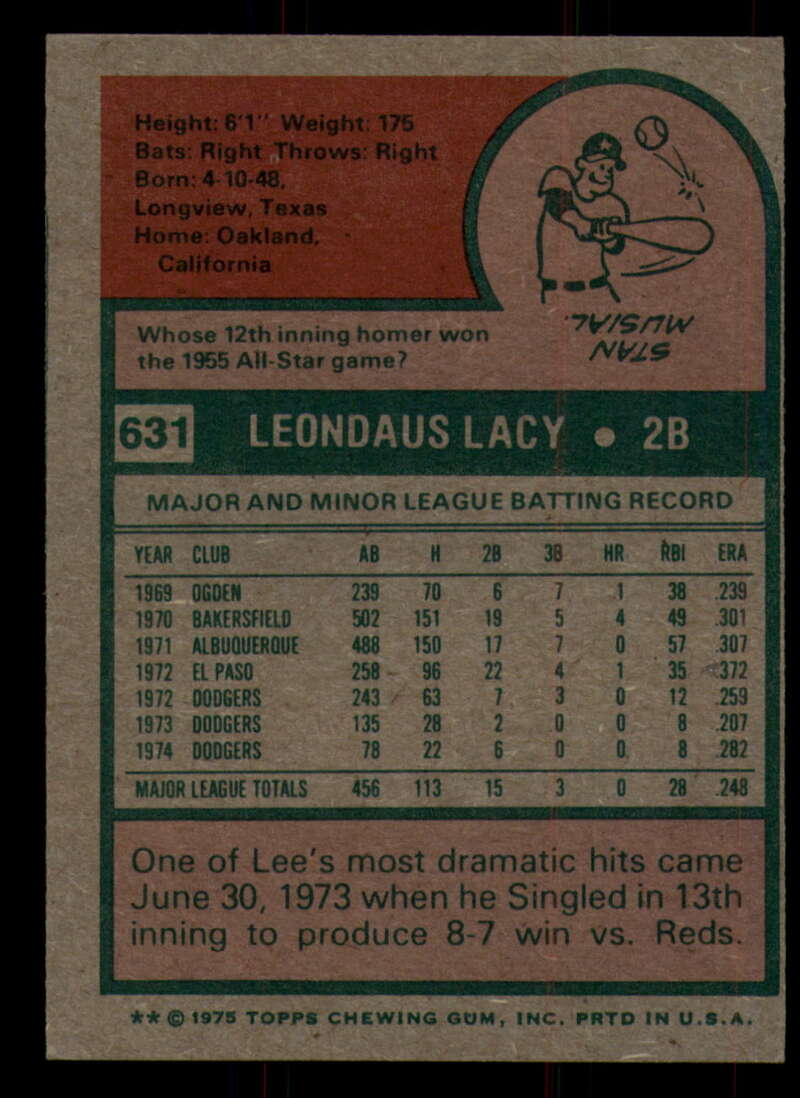 Height: 6'1" Weight: 175
Bats: Right Throws: Right
Born: 4-10-48,
Longview, Texas
Home: Oakland,
California
Whose 12th inning homer won
the 1955 All-Star game?
STAN
MUSIAL.
631 LEONDAUS LACY • 2B
MAJOR AND MINOR LEAGUE BATTING RECORD
YEAR CLUB AB H 2B 3B HR RBI ERA
1969 OGDEN 239 70 6 7 1 38 .239
1970 BAKERSFIELD 502 151 19 5 4 49 .301
1971 ALBUQUERQUE 488 150 17 7 0 57 .307
1972 EL PASO 258 96 22 4 1 35 .372
1972 DODGERS 243 63 7 3 0 12 .259
1973 DODGERS 135 28 2 0 0 8 .207
1974 DODGERS 78 22 6 0 0 8 .282
MAJOR LEAGUE TOTALS 456 113 15 3 0 28 .248
One of Lee's most dramatic hits came
June 30, 1973 when he Singled in 13th
inning to produce 8-7 win vs. Reds.
** © 1975 TOPPS CHEWING GUM, INC. PRTD IN U.S.A.